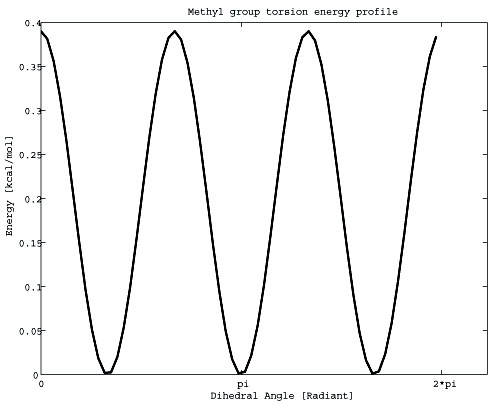 Methyl group torsion energy profile
0.4
0.35
0.3
0.25
0.2
0.15
0.1
0.05
0
Energy [kcal/mol]
0 pi 2*pi
Dihedral Angle [Radiant]